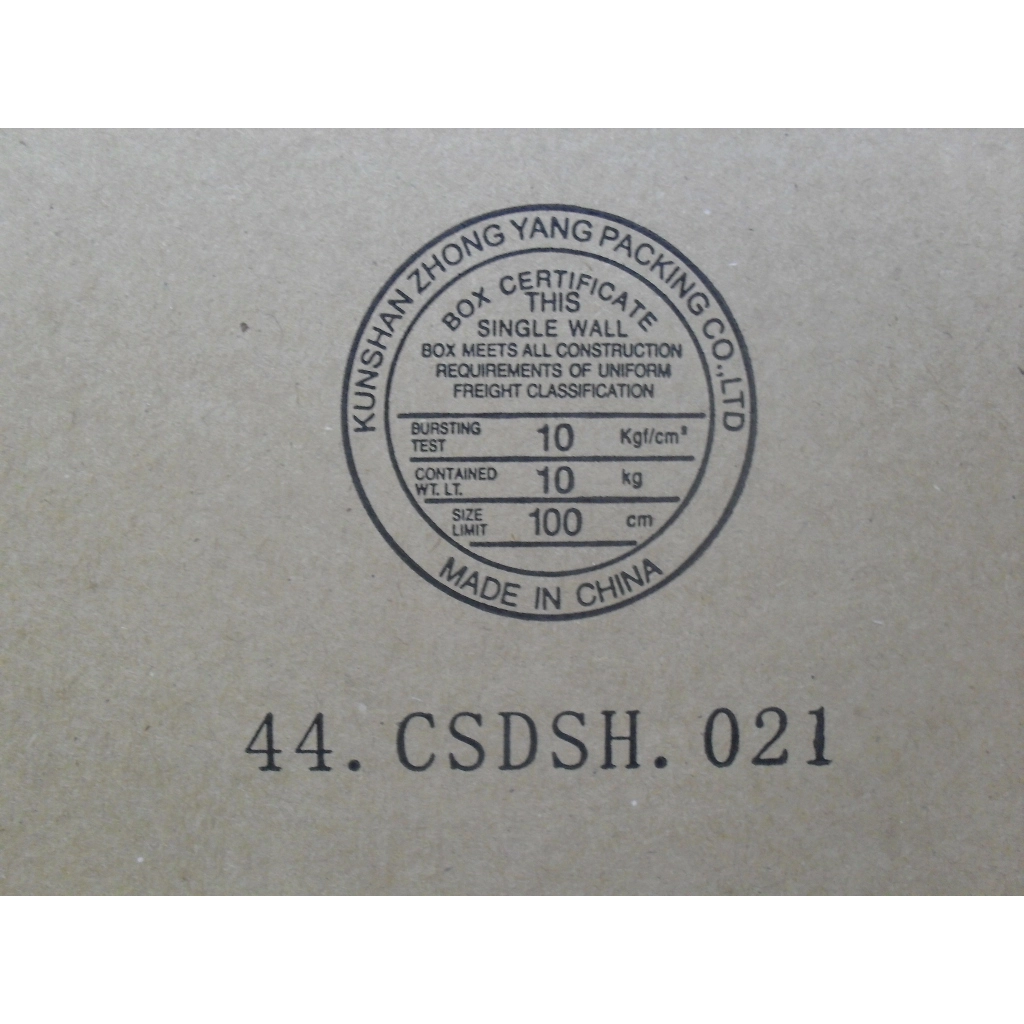 KUNSHAN ZHONG YANG PACKING CO.,LTD
BOX CERTIFICATE
THIS
SINGLE WALL
BOX MEETS ALL CONSTRUCTION
REQUIREMENTS OF UNIFORM
FREIGHT CLASSIFICATION
BURSTING TEST 10 Kgf/cm²
CONTAINED WT. LT. 10 kg
SIZE LIMIT 100 cm
MADE IN CHINA
44. CSDSH. 021